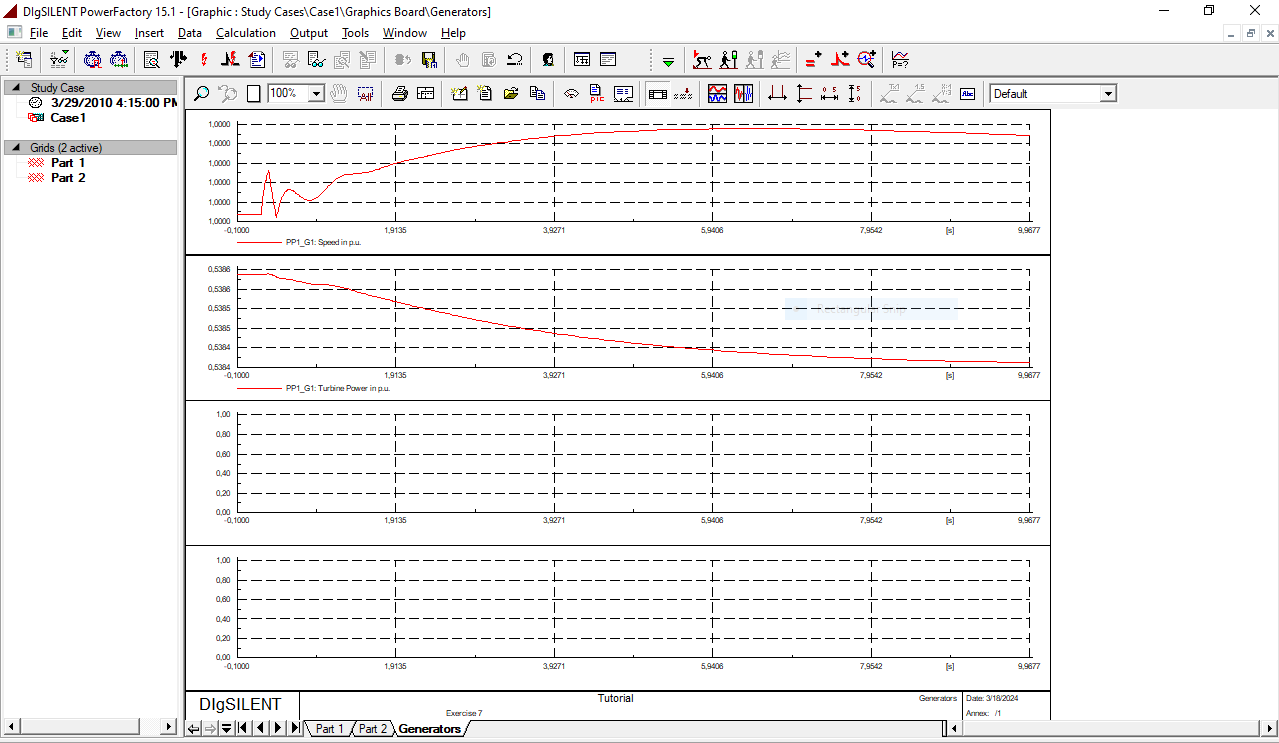 DIgSILENT PowerFactory 15.1 - [Graphic : Study Cases\Case1\Graphics Board\Generators]
File Edit View Insert Data Calculation Output Tools Window Help
Study Case
3/29/2010 4:15:00 PM
Case1
Grids (2 active)
Part 1
Part 2
100%
Default
1,0000
1,0000
1,0000
1,0000
1,0000
1,0000
-0,1000 1,9135 3,9271 5,9406 7,9542 [s] 9,9677
PP1_G1: Speed in p.u.
0,5386
0,5386
0,5385
0,5385
0,5384
0,5384
Rectangular Snip
-0,1000 1,9135 3,9271 5,9406 7,9542 [s] 9,9677
PP1_G1: Turbine Power in p.u.
1,00
0,80
0,60
0,40
0,20
0,00
-0,1000 1,9135 3,9271 5,9406 7,9542 [s] 9,9677
1,00
0,80
0,60
0,40
0,20
0,00
-0,1000 1,9135 3,9271 5,9406 7,9542 [s] 9,9677
DIgSILENT
Tutorial
Exercise 7
Generators
Date: 3/18/2024
Annex: /1
Part 1 Part 2 Generators